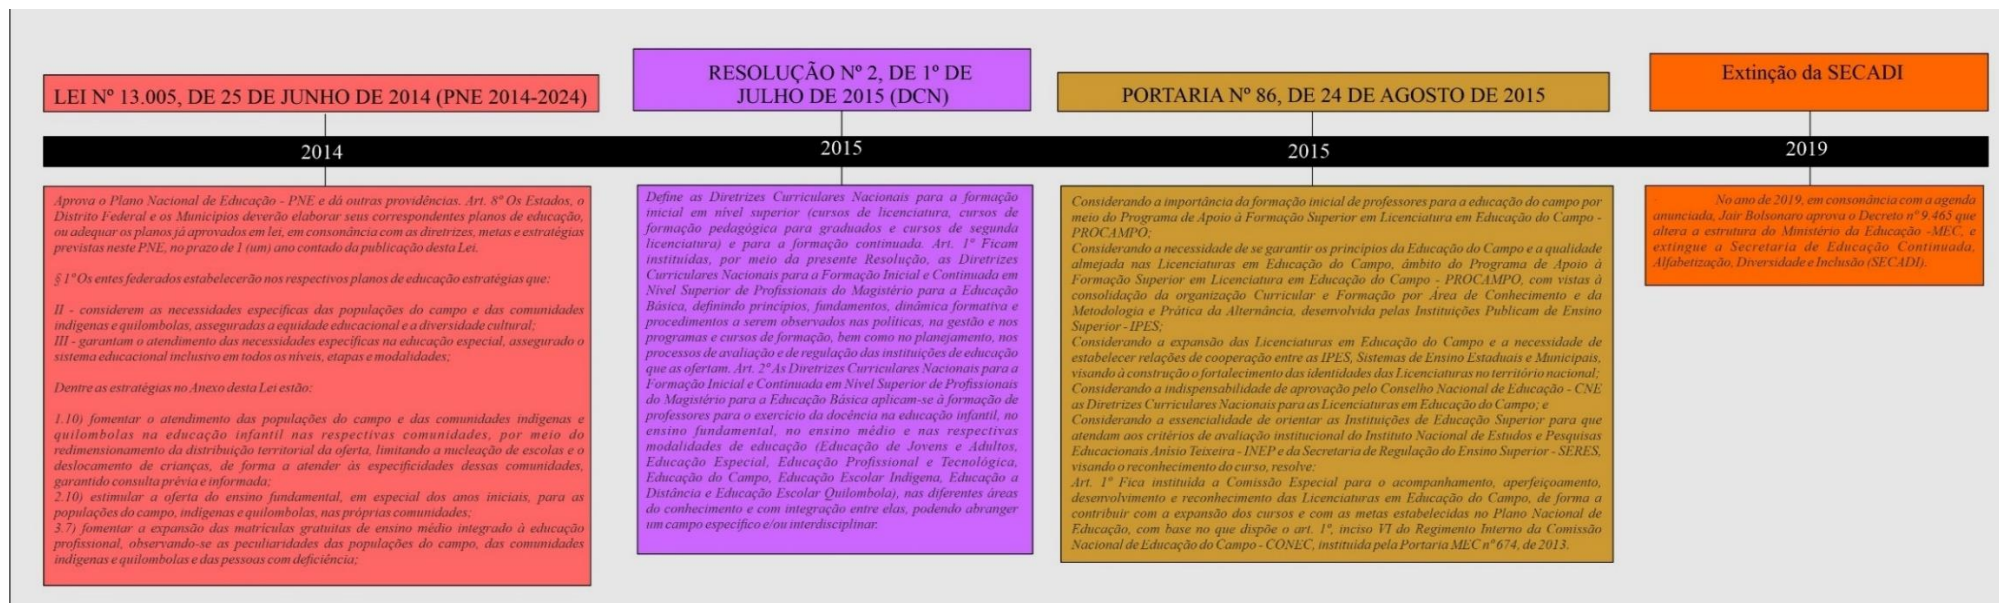 LEI Nº 13.005, DE 25 DE JUNHO DE 2014 (PNE 2014-2024)
2014
Aprova o Plano Nacional de Educação - PNE e dá outras providências. Art. 8º Os Estados, o
Distrito Federal e os Municípios deverão elaborar seus correspondentes planos de educação,
ou adequar os planos já aprovados em lei, em consonância com as diretrizes, metas e estratégias
previstas neste PNE, no prazo de 1 (um) ano contado da publicação desta Lei.
§ 1º Os entes federados estabelecerão nos respectivos planos de educação estratégias que:
II - considerem as necessidades específicas das populações do campo e das comunidades
indígenas e quilombolas, asseguradas a equidade educacional e a diversidade cultural;
III - garantam o atendimento das necessidades específicas na educação especial, assegurado o
sistema educacional inclusivo em todos os níveis, etapas e modalidades;
Dentre as estratégias no Anexo desta Lei estão:
1.10) fomentar o atendimento das populações do campo e das comunidades indígenas e
quilombolas na educação infantil nas respectivas comunidades, por meio do
redimensionamento da distribuição territorial da oferta, limitando a nucleação de escolas e o
deslocamento de crianças, de forma a atender às especificidades dessas comunidades,
garantido consulta prévia e informada;
2.10) estimular a oferta do ensino fundamental, em especial dos anos iniciais, para as
populações do campo, indígenas e quilombolas, nas próprias comunidades;
3.7) fomentar a expansão das matrículas gratuitas de ensino médio integrado à educação
profissional, observando-se as peculiaridades das populações do campo, das comunidades
indígenas e quilombolas e das pessoas com deficiência;
RESOLUÇÃO Nº 2, DE 1º DE
JULHO DE 2015 (DCN)
2015
Define as Diretrizes Curriculares Nacionais para a formação
inicial em nível superior (cursos de licenciatura, cursos de
formação pedagógica para graduados e cursos de segunda
licenciatura) e para a formação continuada. Art. 1º Ficam
instituídas, por meio da presente Resolução, as Diretrizes
Curriculares Nacionais para a Formação Inicial e Continuada em
Nível Superior de Profissionais do Magistério para a Educação
Básica, definindo princípios, fundamentos, dinâmica formativa e
procedimentos a serem observados nas políticas, na gestão e nos
programas e cursos de formação, bem como no planejamento, nos
processos de avaliação e de regulação das instituições de educação
que as ofertam. Art. 2º As Diretrizes Curriculares Nacionais para a
Formação Inicial e Continuada em Nível Superior de Profissionais
do Magistério para a Educação Básica aplicam-se à formação de
professores para o exercício da docência na educação infantil, no
ensino fundamental, no ensino médio e nas respectivas
modalidades de educação (Educação de Jovens e Adultos,
Educação Especial, Educação Profissional e Tecnológica,
Educação do Campo, Educação Escolar Indígena, Educação a
Distância e Educação Escolar Quilombola), nas diferentes áreas
do conhecimento e com integração entre elas, podendo abranger
um campo específico e/ou interdisciplinar.
PORTARIA Nº 86, DE 24 DE AGOSTO DE 2015
2015
Considerando a importância da formação inicial de professores para a educação do campo por
meio do Programa de Apoio à Formação Superior em Licenciatura em Educação do Campo -
PROCAMPO;
Considerando a necessidade de se garantir os princípios da Educação do Campo e a qualidade
almejada nas Licenciaturas em Educação do Campo, âmbito do Programa de Apoio à
Formação Superior em Licenciatura em Educação do Campo - PROCAMPO, com vistas à
consolidação da organização Curricular e Formação por Área de Conhecimento e da
Metodologia e Prática da Alternância, desenvolvida pelas Instituições Publicam de Ensino
Superior - IPES;
Considerando a expansão das Licenciaturas em Educação do Campo e a necessidade de
estabelecer relações de cooperação entre as IPES, Sistemas de Ensino Estaduais e Municipais,
visando à construção o fortalecimento das identidades das Licenciaturas no território nacional;
Considerando a indispensabilidade de aprovação pelo Conselho Nacional de Educação - CNE
as Diretrizes Curriculares Nacionais para as Licenciaturas em Educação do Campo; e
Considerando a essencialidade de orientar as Instituições de Educação Superior para que
atendam aos critérios de avaliação institucional do Instituto Nacional de Estudos e Pesquisas
Educacionais Anísio Teixeira - INEP e da Secretaria de Regulação do Ensino Superior - SERES,
visando o reconhecimento do curso, resolve:
Art. 1º Fica instituída a Comissão Especial para o acompanhamento, aperfeiçoamento,
desenvolvimento e reconhecimento das Licenciaturas em Educação do Campo, de forma a
contribuir com a expansão dos cursos e com as metas estabelecidas no Plano Nacional de
Educação, com base no que dispõe o art. 1º, inciso VI do Regimento Interno da Comissão
Nacional de Educação do Campo - CONEC, instituída pela Portaria MEC nº 674, de 2013.
Extinção da SECADI
2019
No ano de 2019, em consonância com a agenda
anunciada, Jair Bolsonaro aprova o Decreto nº 9.465 que
altera a estrutura do Ministério da Educação -MEC, e
extingue a Secretaria de Educação Continuada,
Alfabetização, Diversidade e Inclusão (SECADI).